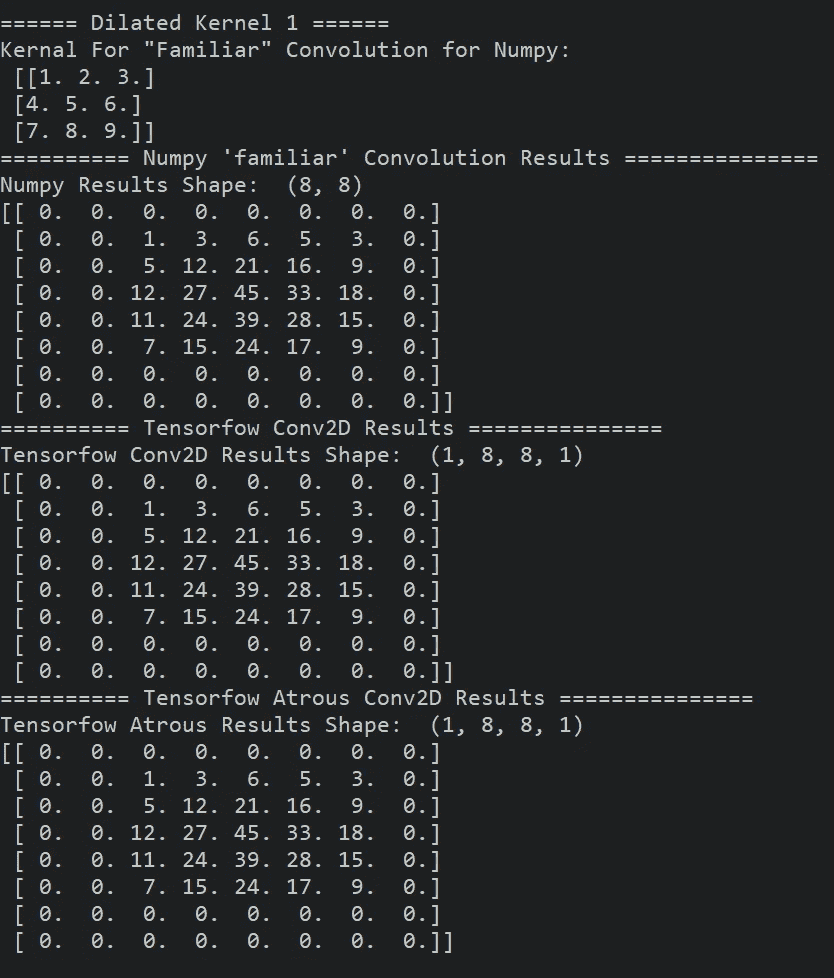 ====== Dilated Kernel 1 ======
Kernal For "Familiar" Convolution for Numpy:
 [[1. 2. 3.]
 [4. 5. 6.]
 [7. 8. 9.]]
========== Numpy 'familiar' Convolution Results ===============
Numpy Results Shape:  (8, 8)
[[ 0.  0.  0.  0.  0.  0.  0.  0.]
 [ 0.  0.  1.  3.  6.  5.  3.  0.]
 [ 0.  0.  5. 12. 21. 16.  9.  0.]
 [ 0.  0. 12. 27. 45. 33. 18.  0.]
 [ 0.  0. 11. 24. 39. 28. 15.  0.]
 [ 0.  0.  7. 15. 24. 17.  9.  0.]
 [ 0.  0.  0.  0.  0.  0.  0.  0.]
 [ 0.  0.  0.  0.  0.  0.  0.  0.]]
========== Tensorfow Conv2D Results ===============
Tensorfow Conv2D Results Shape:  (1, 8, 8, 1)
[[ 0.  0.  0.  0.  0.  0.  0.  0.]
 [ 0.  0.  1.  3.  6.  5.  3.  0.]
 [ 0.  0.  5. 12. 21. 16.  9.  0.]
 [ 0.  0. 12. 27. 45. 33. 18.  0.]
 [ 0.  0. 11. 24. 39. 28. 15.  0.]
 [ 0.  0.  7. 15. 24. 17.  9.  0.]
 [ 0.  0.  0.  0.  0.  0.  0.  0.]
 [ 0.  0.  0.  0.  0.  0.  0.  0.]]
========== Tensorfow Atrous Conv2D Results ===============
Tensorfow Atrous Results Shape:  (1, 8, 8, 1)
[[ 0.  0.  0.  0.  0.  0.  0.  0.]
 [ 0.  0.  1.  3.  6.  5.  3.  0.]
 [ 0.  0.  5. 12. 21. 16.  9.  0.]
 [ 0.  0. 12. 27. 45. 33. 18.  0.]
 [ 0.  0. 11. 24. 39. 28. 15.  0.]
 [ 0.  0.  7. 15. 24. 17.  9.  0.]
 [ 0.  0.  0.  0.  0.  0.  0.  0.]
 [ 0.  0.  0.  0.  0.  0.  0.  0.]]